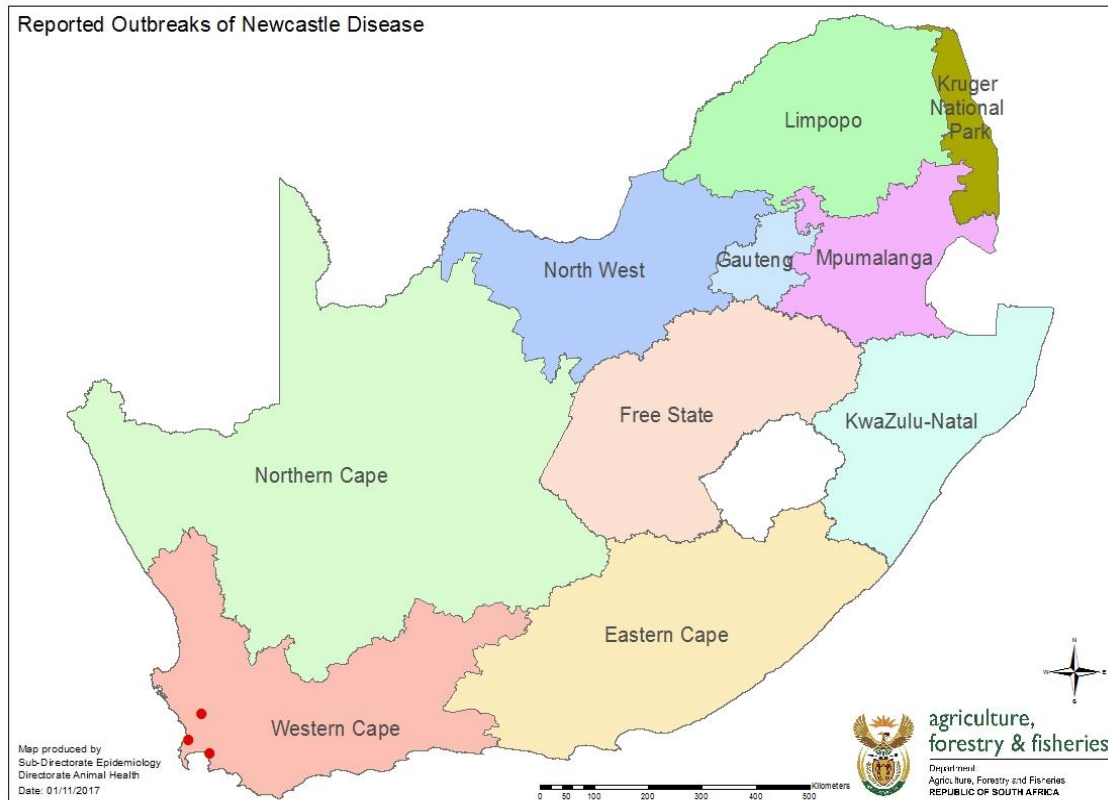 Reported Outbreaks of Newcastle Disease
Kruger
National
Park
Limpopo
North West
Gauteng
Mpumalanga
Free State
KwaZulu-Natal
Northern Cape
Eastern Cape
Western Cape
N
W
E
S
Map produced by
Sub-Directorate Epidemiology
Directorate Animal Health
Date: 01/11/2017
Kilometers
0 50 100 200 300 400 500
agriculture,
forestry & fisheries
Department:
Agriculture, Forestry and Fisheries
REPUBLIC OF SOUTH AFRICA